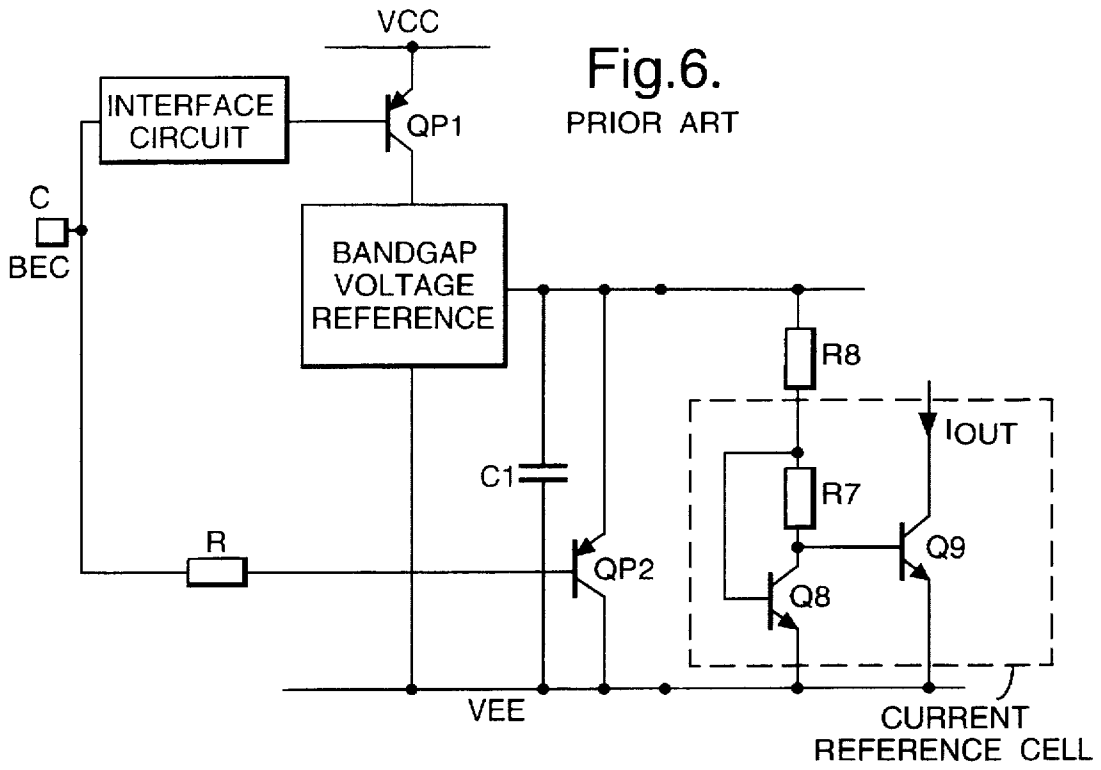 VCC
Fig.6.
PRIOR ART
INTERFACE
CIRCUIT
QP1
C
BEC
BANDGAP
VOLTAGE
REFERENCE
R8
IOUT
R7
C1
R
QP2
Q8
Q9
VEE
CURRENT
REFERENCE CELL